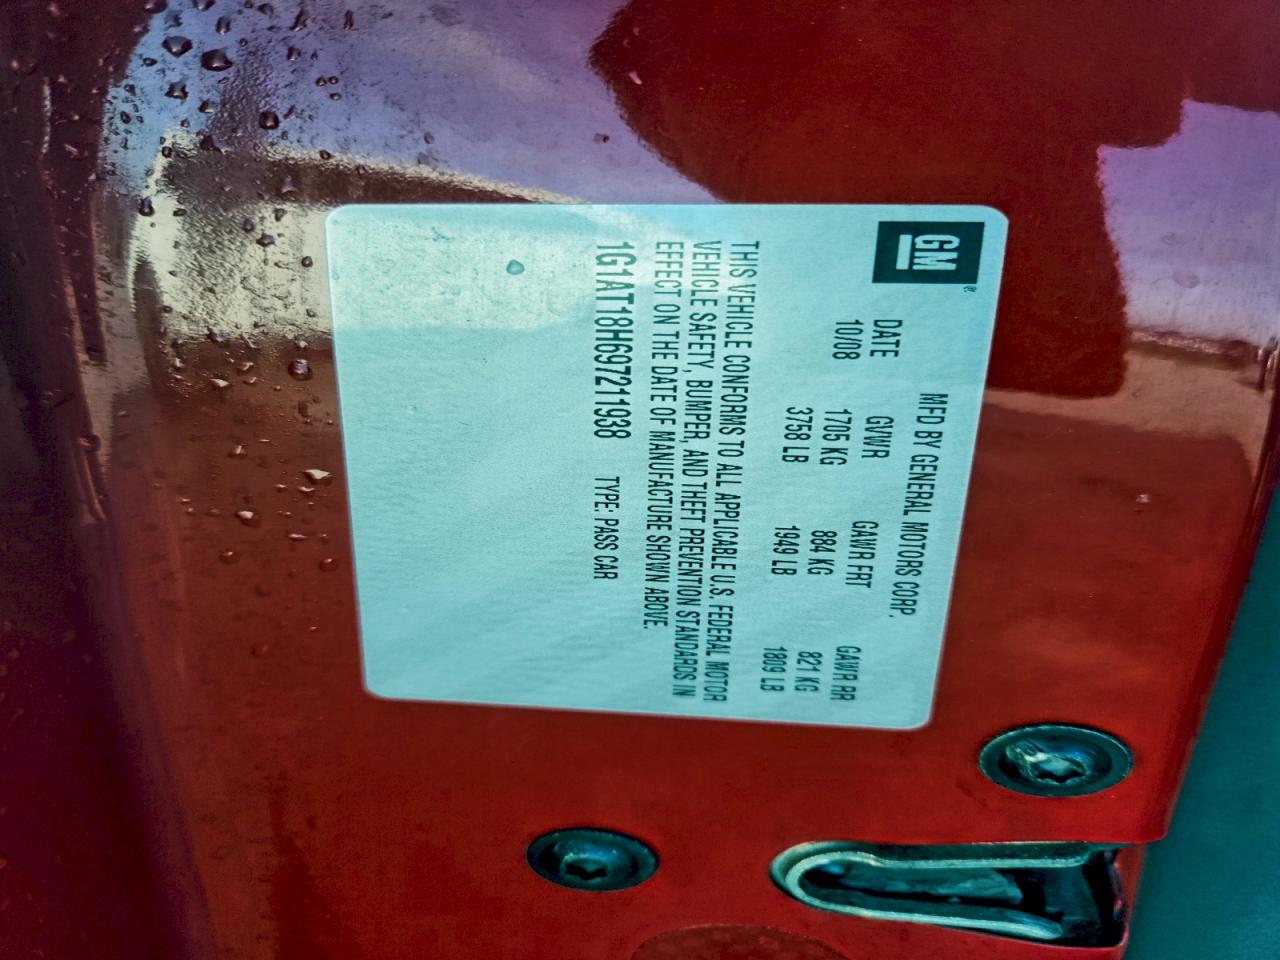 GM ®
MFD BY GENERAL MOTORS CORP.
DATE GVWR GAWR FRT GAWR RR
10/08 1705 KG 884 KG 821 KG
3758 LB 1949 LB 1809 LB
THIS VEHICLE CONFORMS TO ALL APPLICABLE U.S. FEDERAL MOTOR
VEHICLE SAFETY, BUMPER, AND THEFT PREVENTION STANDARDS IN
EFFECT ON THE DATE OF MANUFACTURE SHOWN ABOVE.
1G1AT18H697211938 TYPE: PASS CAR